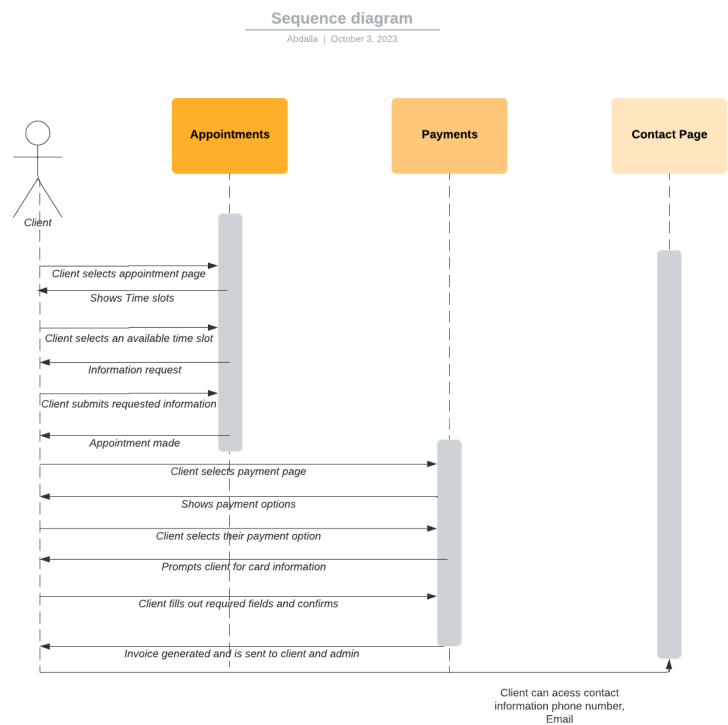 Sequence diagram
Abdalla | October 3, 2023
Appointments
Payments
Contact Page
Client
Client selects appointment page
Shows Time slots
Client selects an available time slot
Information request
Client submits requested information
Appointment made
Client selects payment page
Shows payment options
Client selects their payment option
Prompts client for card information
Client fills out required fields and confirms
Invoice generated and is sent to client and admin
Client can acess contact
information phone number,
Email